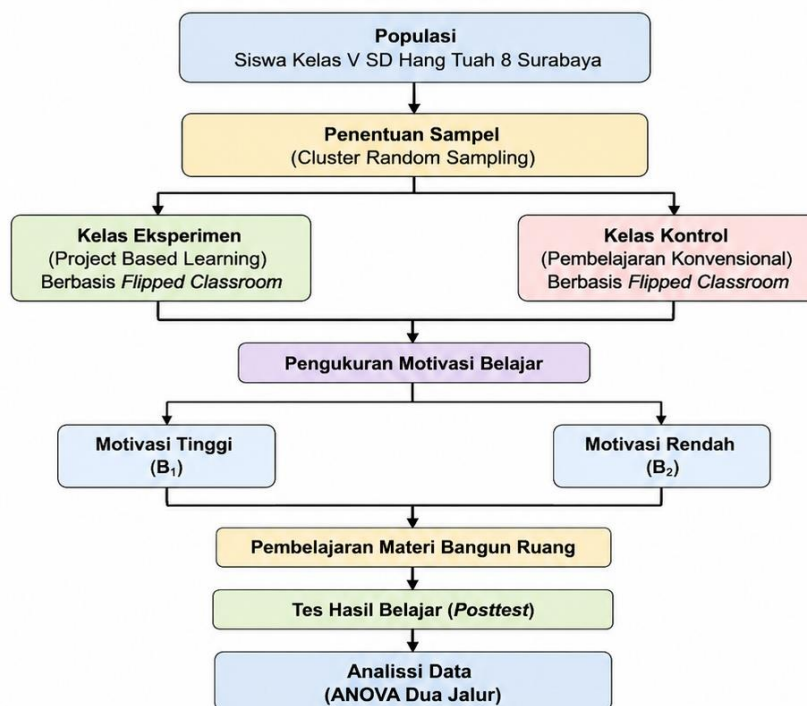 Populasi
Siswa Kelas V SD Hang Tuah 8 Surabaya
Penentuan Sampel
(Cluster Random Sampling)
Kelas Eksperimen
(Project Based Learning)
Berbasis Flipped Classroom
Kelas Kontrol
(Pembelajaran Konvensional)
Berbasis Flipped Classroom
Pengukuran Motivasi Belajar
Motivasi Tinggi
(B₁)
Motivasi Rendah
(B₂)
Pembelajaran Materi Bangun Ruang
Tes Hasil Belajar (Posttest)
Analissi Data
(ANOVA Dua Jalur)